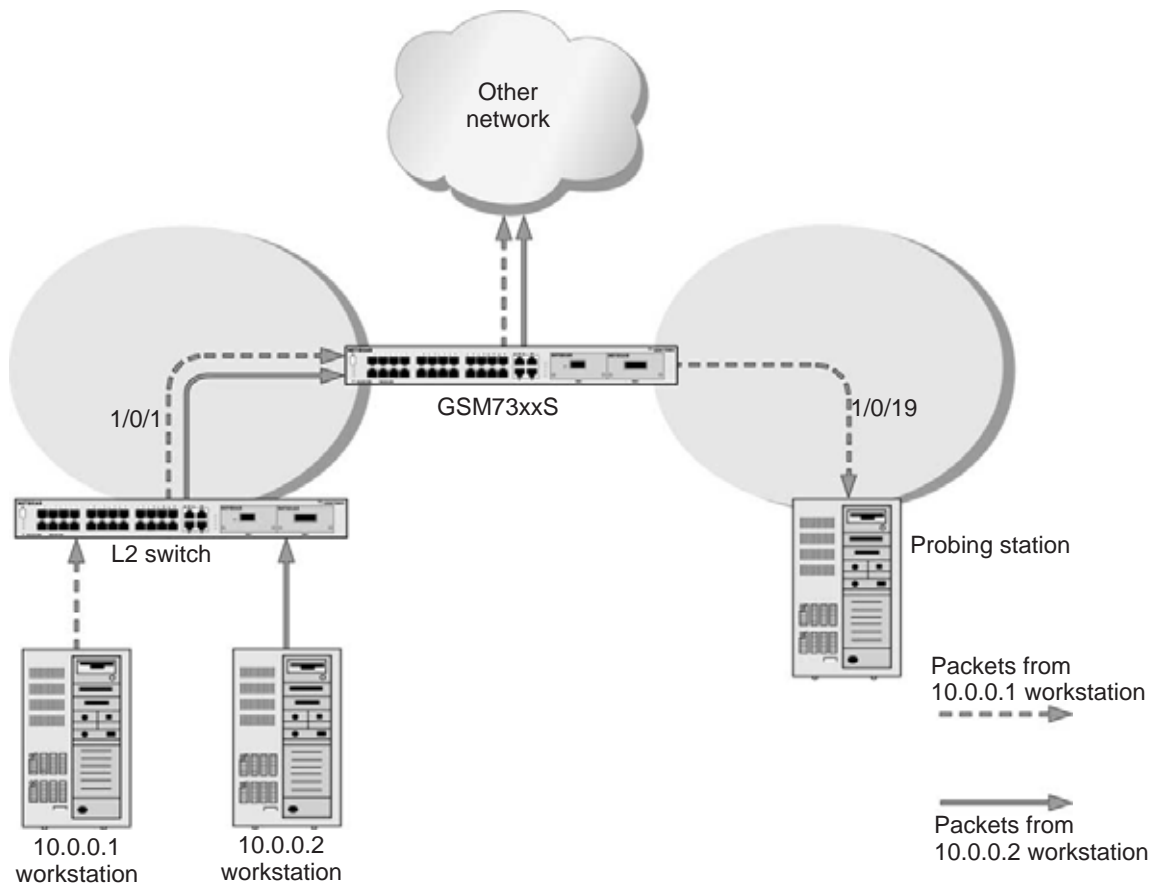 Other
network
1/0/1
GSM73xxS
1/0/19
L2 switch
Probing station
Packets from
10.0.0.1 workstation
10.0.0.1
workstation
10.0.0.2
workstation
Packets from
10.0.0.2 workstation